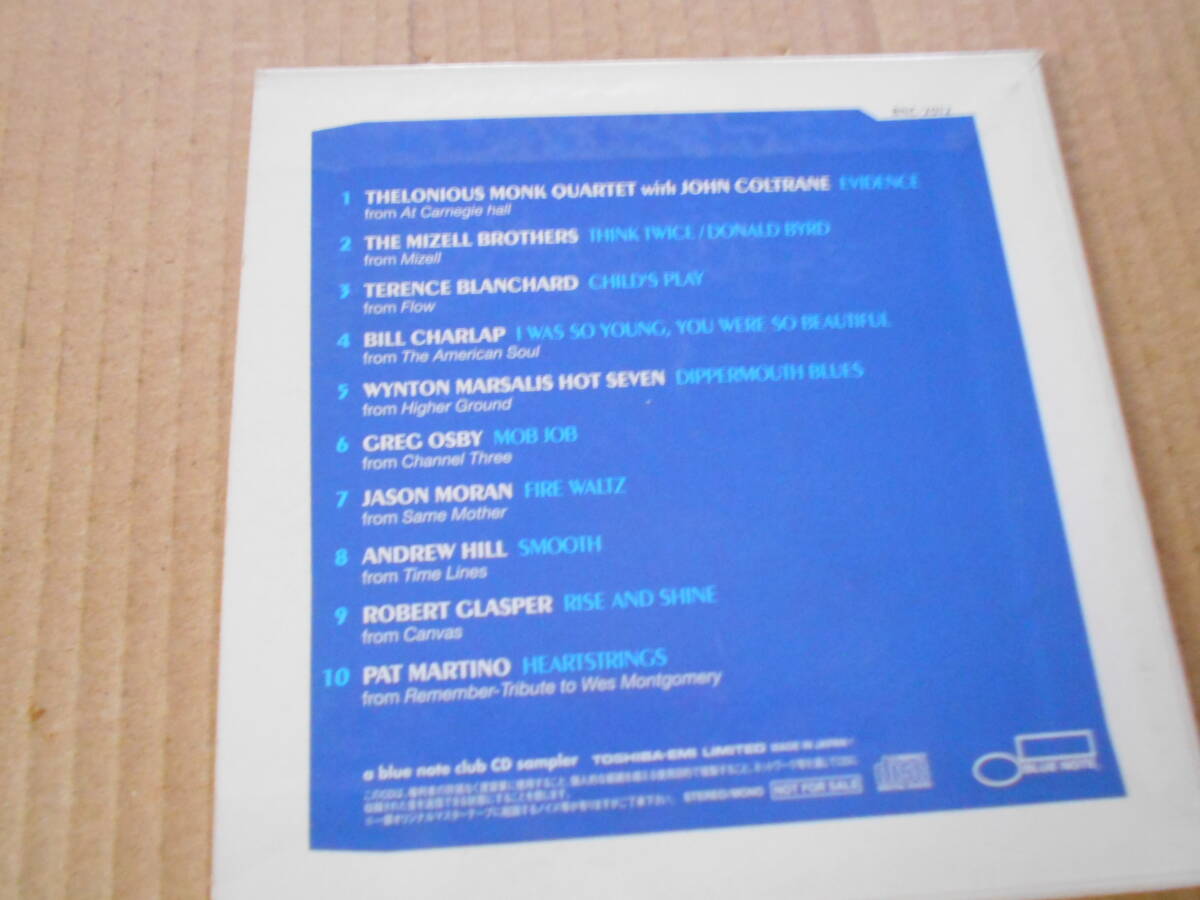 1 THELONIOUS MONK QUARTET with JOHN COLTRANE EVIDENCE
from At Carnegie hall
2 THE MIZELL BROTHERS THINK TWICE / DONALD BYRD
from Mizell
3 TERENCE BLANCHARD CHILD'S PLAY
from Flow
4 BILL CHARLAP I WAS SO YOUNG, YOU WERE SO BEAUTIFUL
from The American Soul
5 WYNTON MARSALIS HOT SEVEN DIPPERMOUTH BLUES
from Higher Ground
6 GREG OSBY MOB JOB
from Channel Three
7 JASON MORAN FIRE WALTZ
from Same Mother
8 ANDREW HILL SMOOTH
from Time Lines
9 ROBERT GLASPER RISE AND SHINE
from Canvas
10 PAT MARTINO HEARTSTRINGS
from Remember-Tribute to Wes Montgomery
a blue note club CD sampler TOSHIBA-EMI LIMITED MADE IN JAPAN
STEREO/MONO NOT FOR SALE
BLUE NOTE